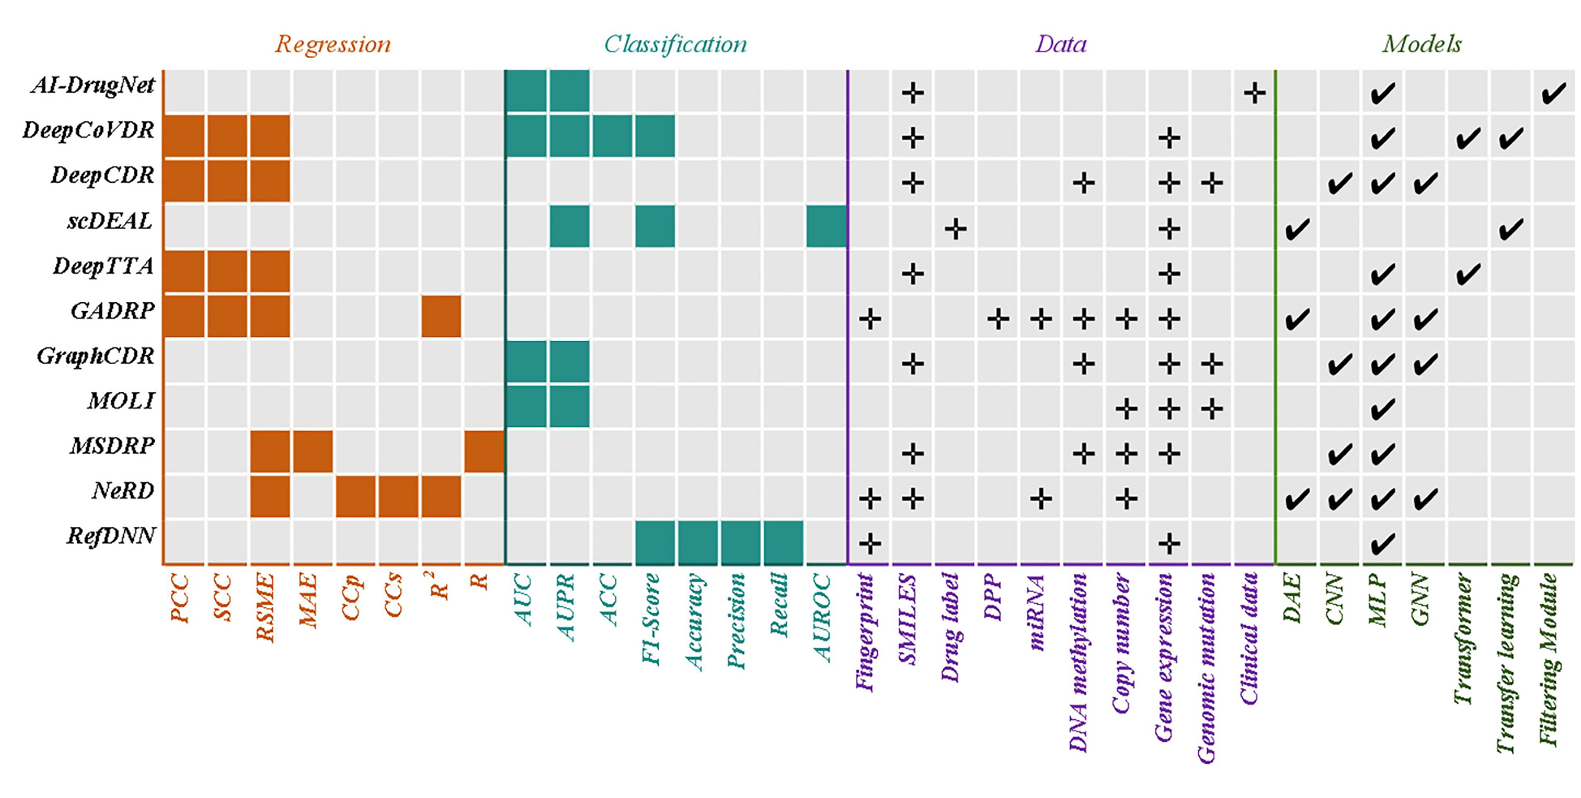 Regression Classification Data Models
AI-DrugNet
DeepCoVDR
DeepCDR
scDEAL
DeepTTA
GADRP
GraphCDR
MOLI
MSDRP
NeRD
RefDNN
PCC
SCC
RSME
MAE
CCp
CCs
R²
R
AUC
AUPR
ACC
F1-Score
Accuracy
Precision
Recall
AUROC
Fingerprint
SMILES
Drug label
DPP
miRNA
DNA methylation
Copy number
Gene expression
Genomic mutation
Clinical data
DAE
CNN
MLP
GNN
Transformer
Transfer learning
Filtering Module